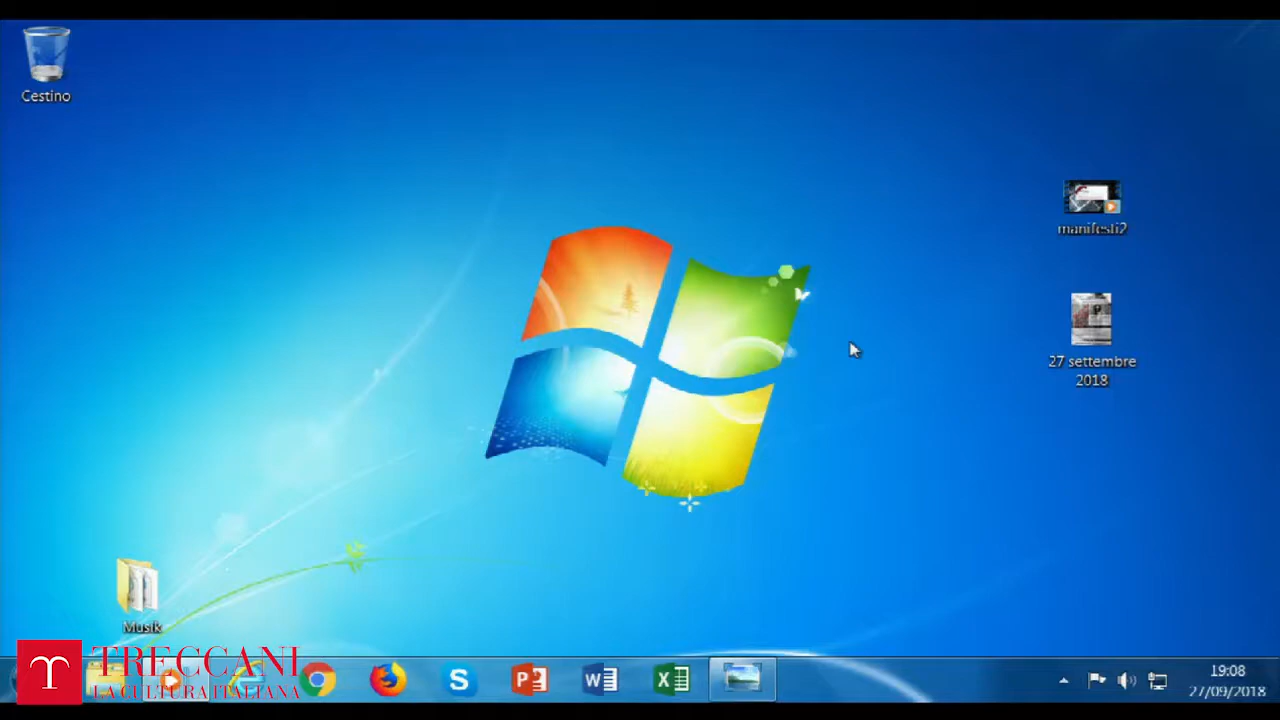 Cestino
manifesti2
27 settembre
2018
Musik
TRECCANI
LA CULTURA ITALIANA
S
P
W
X
19:08
27/09/2018